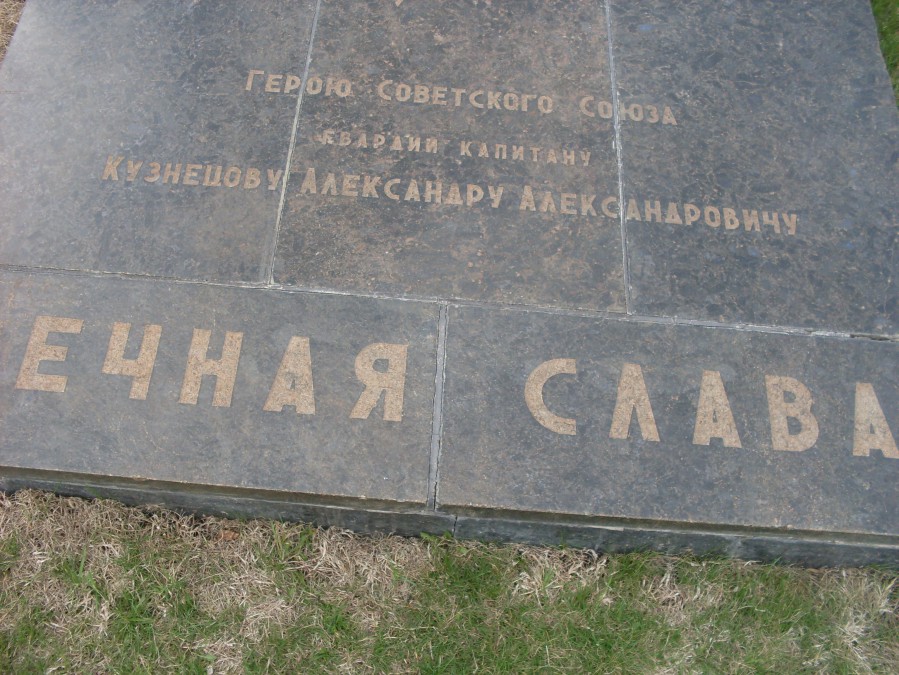 Герою Советского Союза
гвардии капитану
Кузнецову Александру Александровичу
ЕЧНАЯ СЛАВА